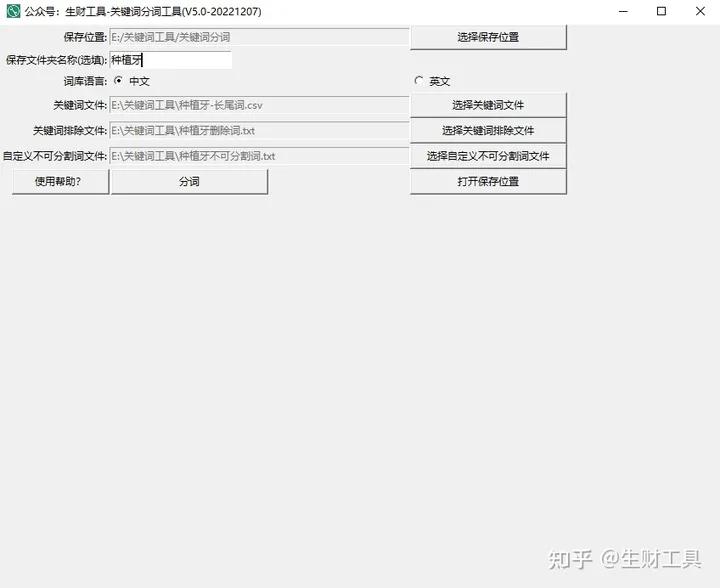 公众号：生财工具-关键词分词工具(V5.0-20221207)
保存位置: E:/关键词工具/关键词分词 选择保存位置
保存文件夹名称(选填): 种植牙
词库语言: 中文 英文
关键词文件: E:\关键词工具\种植牙-长尾词.csv 选择关键词文件
关键词排除文件: E:\关键词工具\种植牙删除词.txt 选择关键词排除文件
自定义不可分割词文件: E:\关键词工具\种植牙不可分割词.txt 选择自定义不可分割词文件
使用帮助? 分词 打开保存位置
知乎 @生财工具